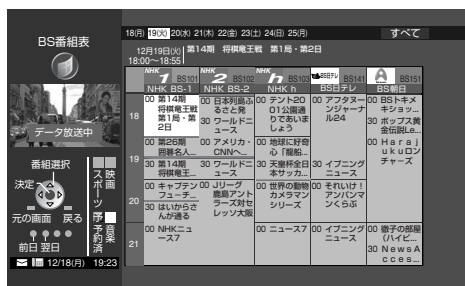 BS番組表
データ放送中
番組選択
決定
元の画面 戻る
前日 翌日
スポーツ
映画
予約済
音楽
12/18(月) 19:23
18(月) 19(火) 20(水) 21(木) 22(金) 23(土) 24(日) 25(月) すべて
12月19日(火) 第14期 将棋竜王戦 第1局・第
18:00~18:55 2日
NHK 1 BS101
NHK BS-1
NHK 2 BS102
NHK BS-2
NHK h BS103
NHK h
BS日テレ BS141
BS日テレ
A BS151
BS朝日
18
00 第14期
将棋竜王
戦 第1局・第
2日
00 日本列島ふ
るさと発
30 ワールドニ
ュース
00 テント20
01公園通
りであいま
しょう
00 アフタヌー
ンジャーナ
ル24
00 BSトキメ
キショッ...
30 ポップス黄
金伝説Le...
19
00 第26期
囲碁名人...
30 第14期
将棋竜王...
00 アメリカ・
CNNヘ...
30 ワールドニ
ュース
00 地球に好奇
心「龍船...
30 天皇杯全日
本サッカ...
30 イブニング
ニュース
00 Haraj
ukuロン
チャーズ
20
00 キャプテン
フューチ...
30 はいからさ
んが通る
00 Jリーグ
鹿島アント
ラーズ対セ
レッソ大阪
00 世界の動物
カメラマン
シリーズ
00 それいけ！
アンパンマ
ンくらぶ
21
00 NHKニュ
ース7
00 ニュース7
00 イブニング
ニュース
00 徹子の部屋
（ハイビ...
30 NewsA
cces...